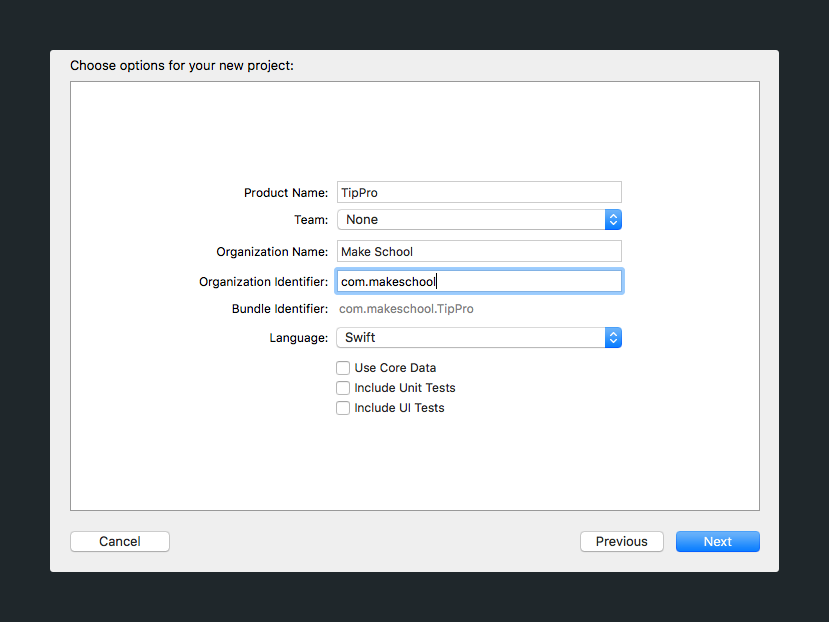 Choose options for your new project:
Product Name: TipPro
Team: None
Organization Name: Make School
Organization Identifier: com.makeschool
Bundle Identifier: com.makeschool.TipPro
Language: Swift
Use Core Data
Include Unit Tests
Include UI Tests
Cancel Previous Next